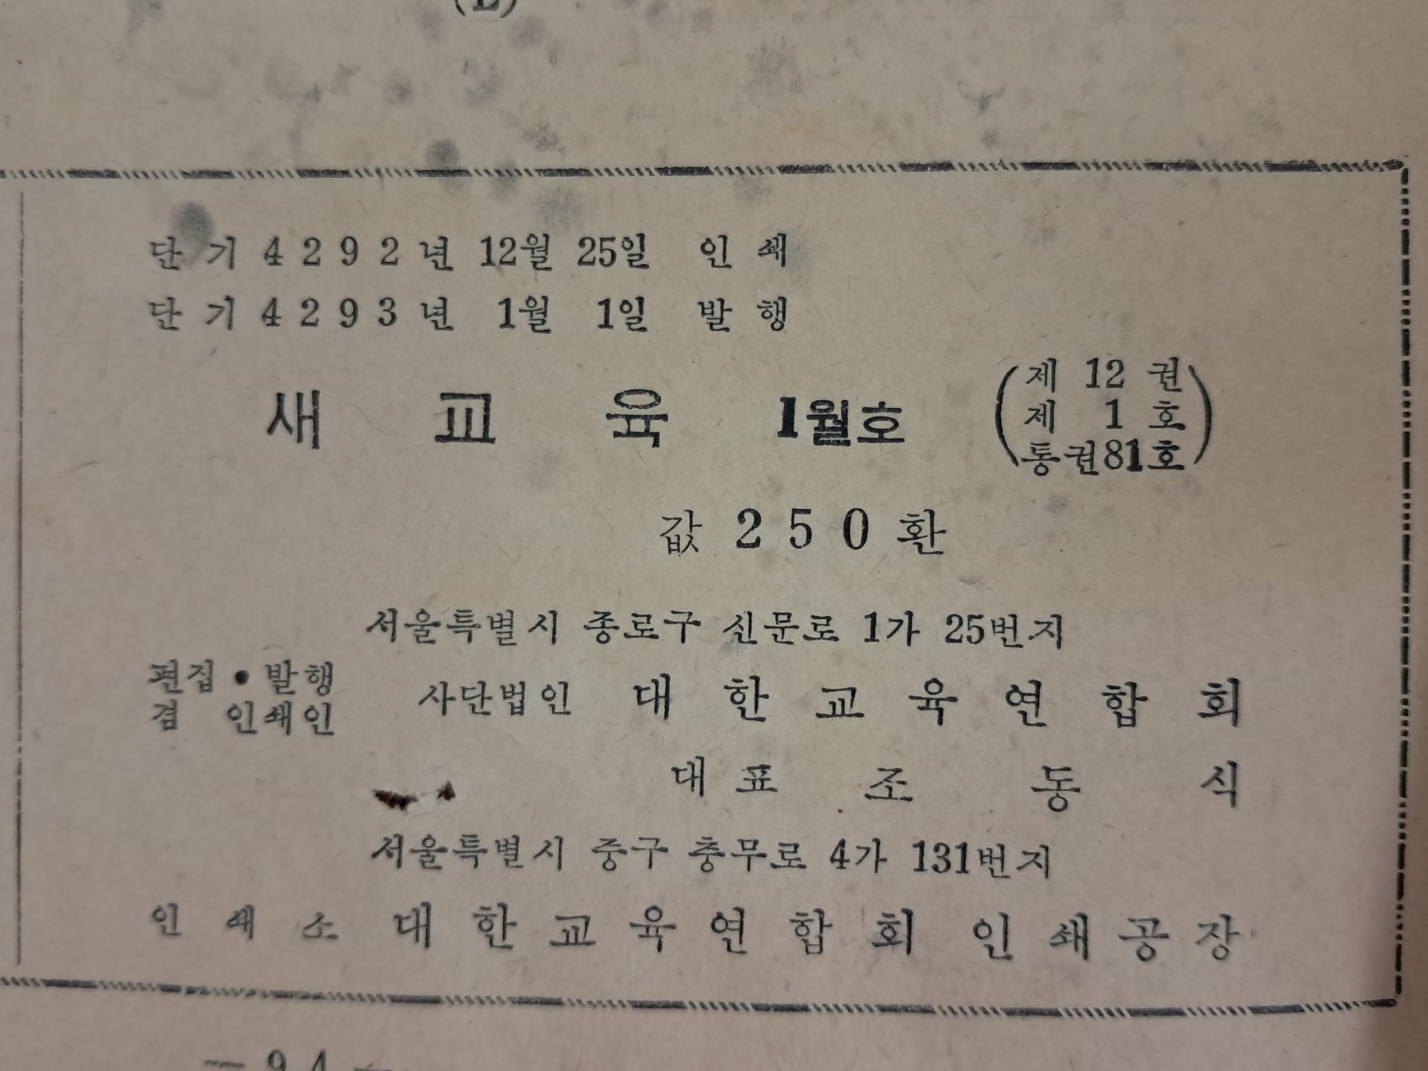 (L)
단 기 4 2 9 2 년 12월 25일 인 쇄
단 기 4 2 9 3 년 1월 1일 발 행
새 교 육 1월호
제 12 권
제 1 호
통권81호
값 2 5 0 환
서울특별시 종로구 신문로 1가 25번지
편집・발행
겸 인쇄인
사단법인 대 한 교 육 연 합 회
대 표 조 동 식
서울특별시 중구 충무로 4가 131번지
인 쇄 소 대 한 교 육 연 합 회 인 쇄 공 장
— 9 4 —